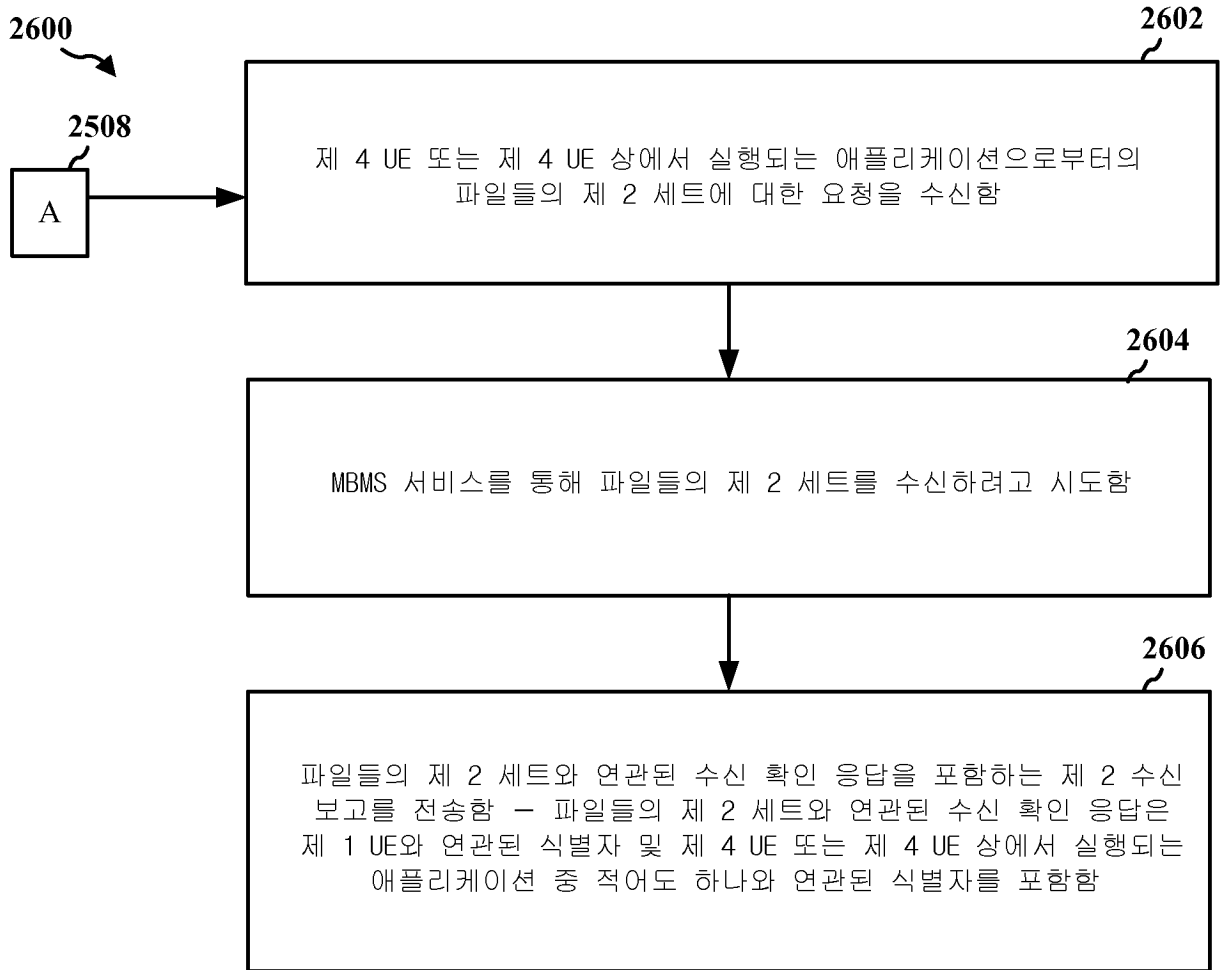 2600
2602
2508
A
제 4 UE 또는 제 4 UE 상에서 실행되는 애플리케이션으로부터의
파일들의 제 2 세트에 대한 요청을 수신함
2604
MBMS 서비스를 통해 파일들의 제 2 세트를 수신하려고 시도함
2606
파일들의 제 2 세트와 연관된 수신 확인 응답을 포함하는 제 2 수신
보고를 전송함 – 파일들의 제 2 세트와 연관된 수신 확인 응답은
제 1 UE와 연관된 식별자 및 제 4 UE 또는 제 4 UE 상에서 실행되는
애플리케이션 중 적어도 하나와 연관된 식별자를 포함함